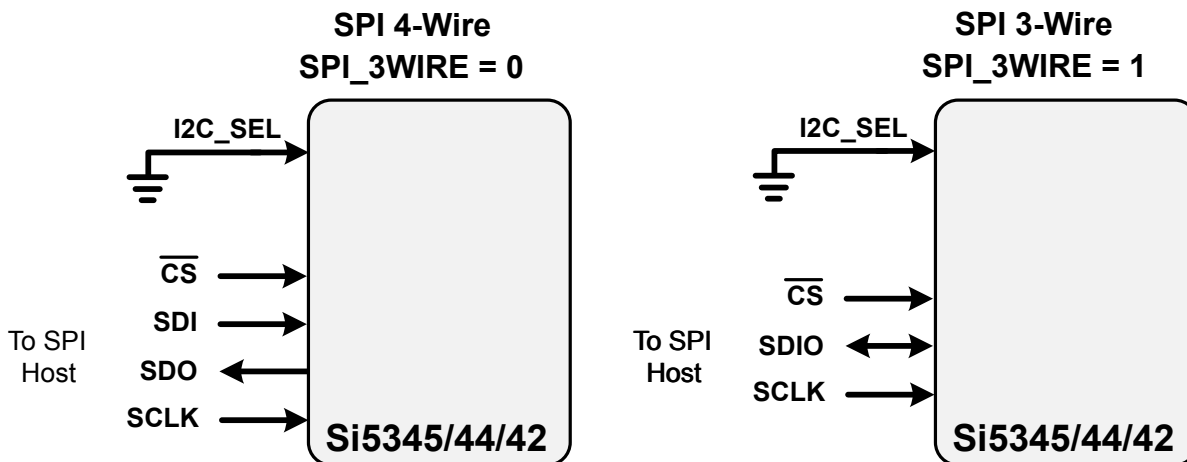 SPI 4-Wire
SPI_3WIRE = 0
I2C_SEL
CS
SDI
To SPI
Host
SDO
SCLK
Si5345/44/42
SPI 3-Wire
SPI_3WIRE = 1
I2C_SEL
CS
To SPI
Host
SDIO
SCLK
Si5345/44/42